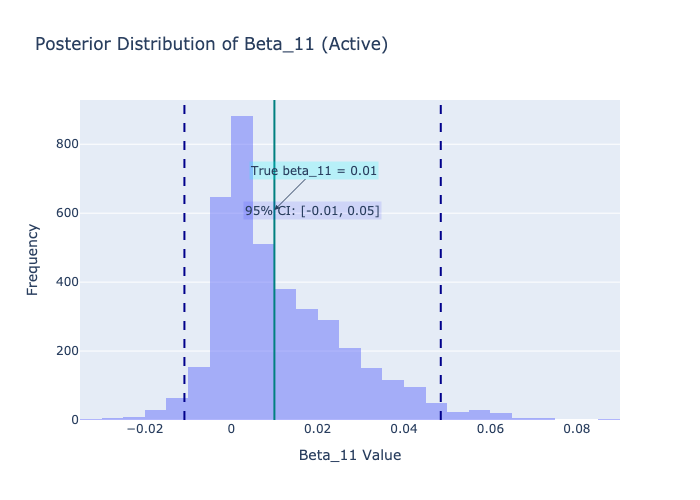 Posterior Distribution of Beta_11 (Active)
800
True beta_11 = 0.01
600
95% CI: [-0.01, 0.05]
Frequency
400
200
0
−0.02 0 0.02 0.04 0.06 0.08
Beta_11 Value